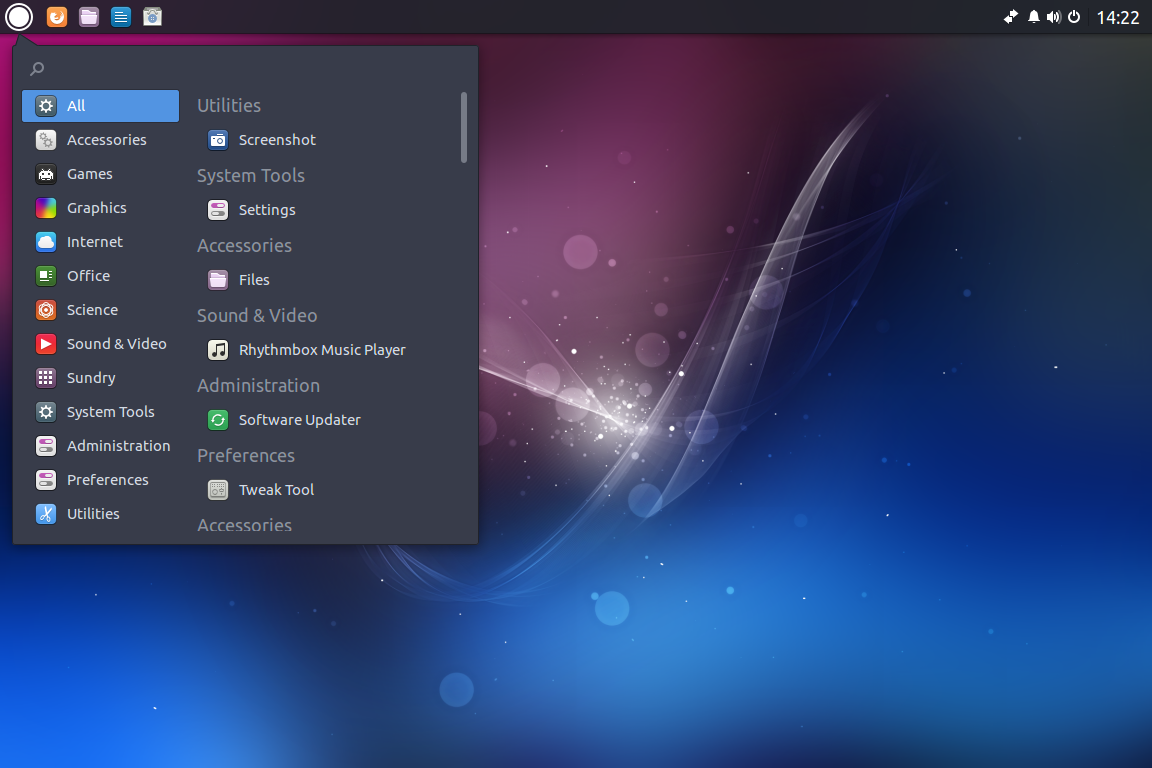 14:22
All
Accessories
Games
Graphics
Internet
Office
Science
Sound & Video
Sundry
System Tools
Administration
Preferences
Utilities
Utilities
Screenshot
System Tools
Settings
Accessories
Files
Sound & Video
Rhythmbox Music Player
Administration
Software Updater
Preferences
Tweak Tool
Accessories